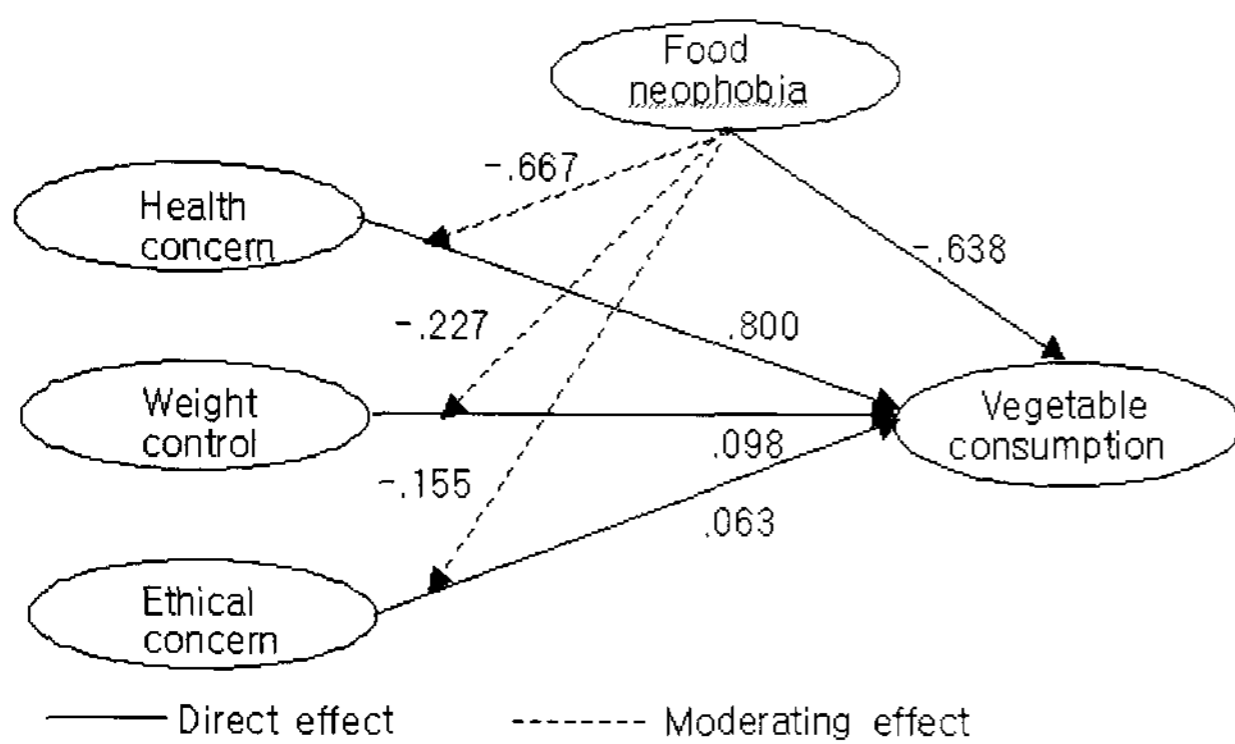 Food
neophobia
-.667
Health
concern
-.638
-.227
.800
Weight
control
Vegetable
consumption
.098
-.155
.063
Ethical
concern
Direct effect
Moderating effect